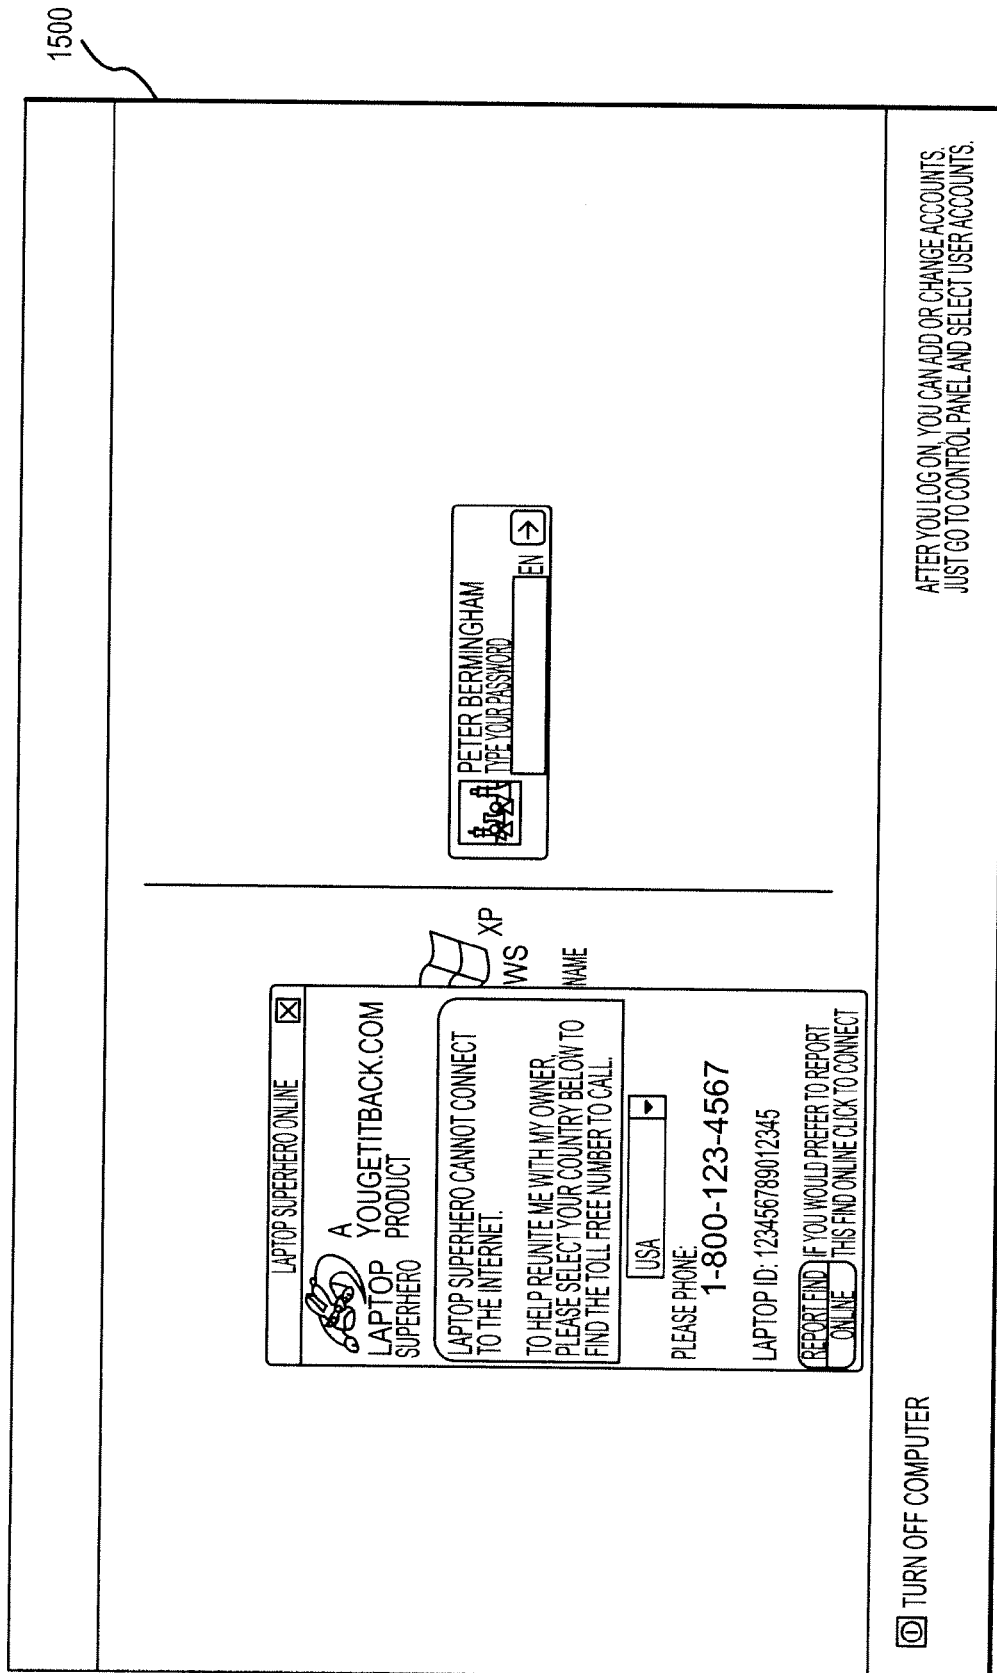 1500
LAPTOP SUPERHERO ONLINE
LAPTOP
SUPERHERO
A
YOUGETITBACK.COM
PRODUCT
LAPTOP SUPERHERO CANNOT CONNECT
TO THE INTERNET.
TO HELP REUNITE ME WITH MY OWNER,
PLEASE SELECT YOUR COUNTRY BELOW TO
FIND THE TOLL FREE NUMBER TO CALL.
USA
PLEASE PHONE:
1-800-123-4567
LAPTOP ID: 123456789012345
REPORT FIND
ONLINE
IF YOU WOULD PREFER TO REPORT
THIS FIND ONLINE CLICK TO CONNECT
XP
WS
NAME
PETER BERMINGHAM
TYPE YOUR PASSWORD
EN
TURN OFF COMPUTER
AFTER YOU LOG ON, YOU CAN ADD OR CHANGE ACCOUNTS.
JUST GO TO CONTROL PANEL AND SELECT USER ACCOUNTS.